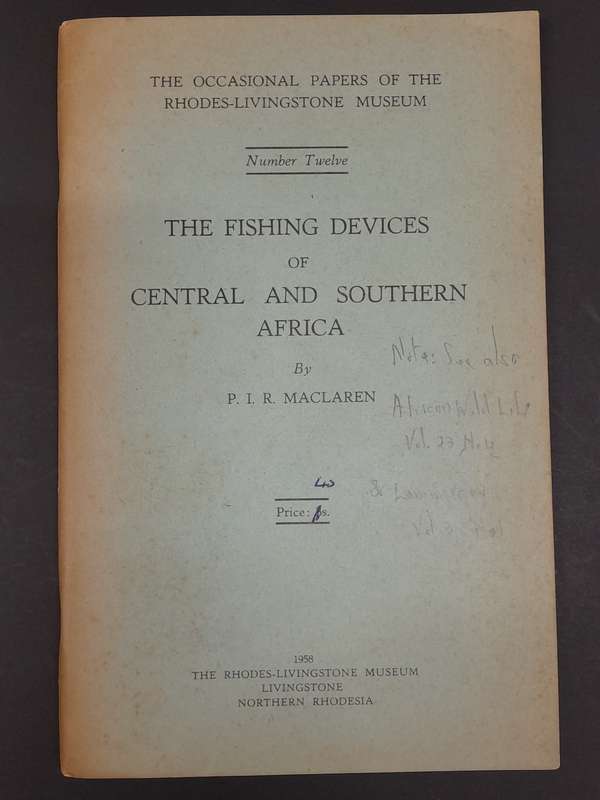 THE OCCASIONAL PAPERS OF THE
RHODES-LIVINGSTONE MUSEUM
Number Twelve
THE FISHING DEVICES
OF
CENTRAL AND SOUTHERN
AFRICA
By
P. I. R. MACLAREN
Note: See also
African Wild Life
Vol. 23 No 4
&
Vol.
Price: s.
1958
THE RHODES-LIVINGSTONE MUSEUM
LIVINGSTONE
NORTHERN RHODESIA